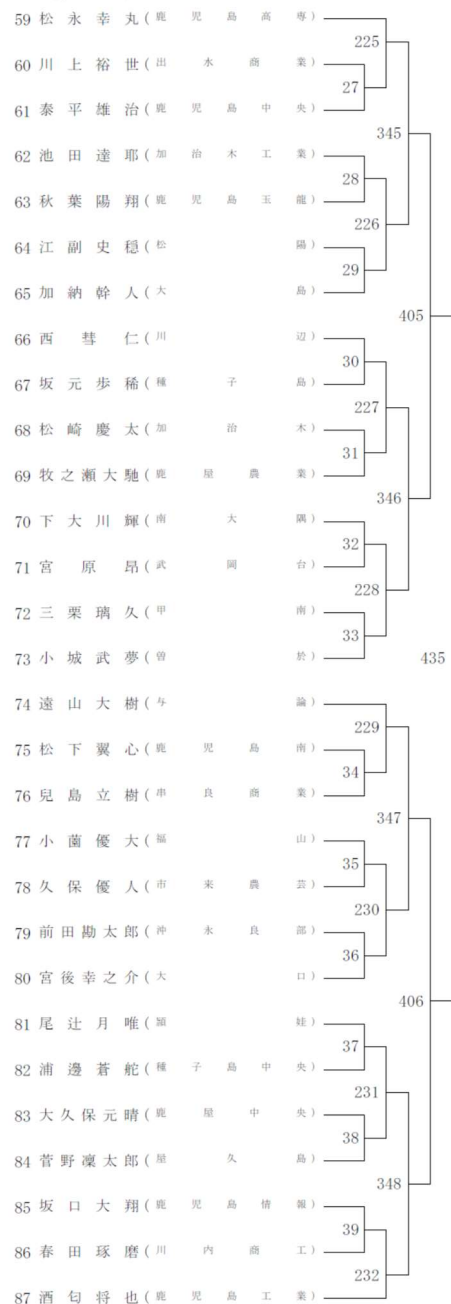 59 松永幸丸(鹿児島高専)
225
60 川上裕世(出水商業)
27
61 泰平雄治(鹿児島中央)
345
62 池田達耶(加治木工業)
28
63 秋葉陽翔(鹿児島玉龍)
226
64 江副史穏(松陽)
29
65 加納幹人(大島)
405
66 西彗仁(川辺)
30
67 坂元歩稀(種子島)
227
68 松崎慶太(加治木)
31
69 牧之瀬大馳(鹿屋農業)
346
70 下大川輝(南大隅)
32
71 宮原昂(武岡台)
228
72 三栗璃久(甲南)
33
73 小城武夢(曽於)
435
74 遠山大樹(与論)
229
75 松下翼心(鹿児島南)
34
76 兒島立樹(串良商業)
347
77 小薗優大(福山)
35
78 久保優人(市来農芸)
230
79 前田勘太郎(沖永良部)
36
80 宮後幸之介(大口)
406
81 尾辻月唯(頴娃)
37
82 浦邊蒼舵(種子島中央)
231
83 大久保元晴(鹿屋中央)
38
84 菅野凜太郎(屋久島)
348
85 坂口大翔(鹿児島情報)
39
86 春田琢磨(川内商工)
232
87 酒匂将也(鹿児島工業)